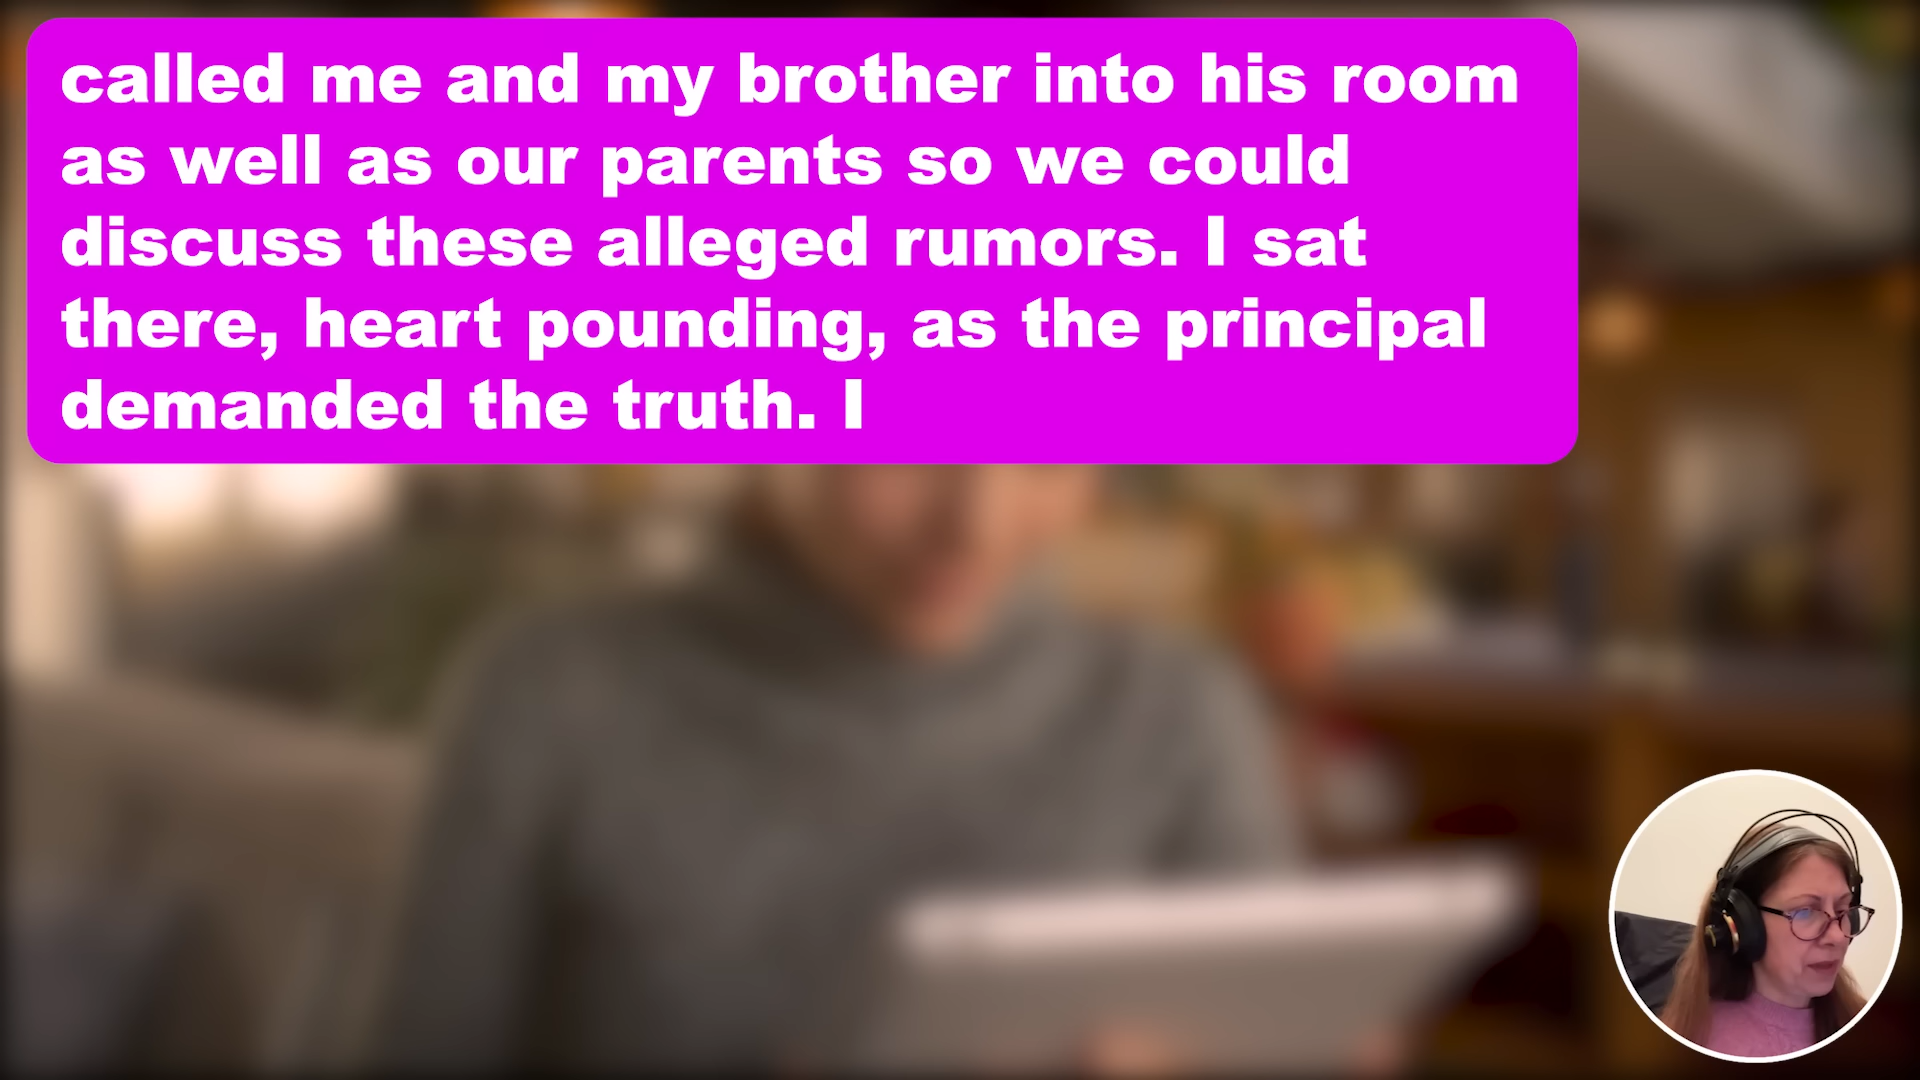 called me and my brother into his room
as well as our parents so we could
discuss these alleged rumors. I sat
there, heart pounding, as the principal
demanded the truth. I